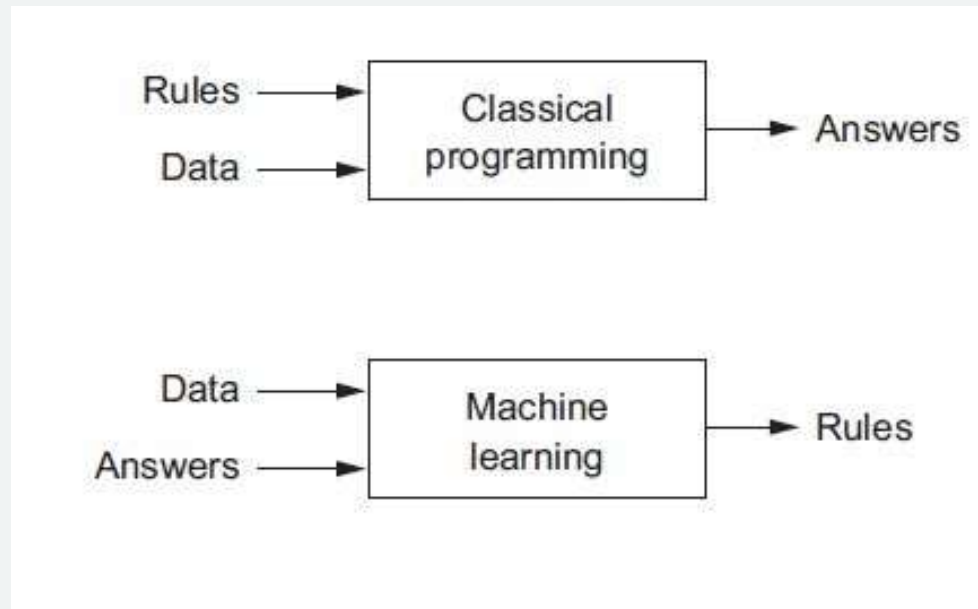 Rules
Data
Classical
programming
Answers
Data
Answers
Machine
learning
Rules